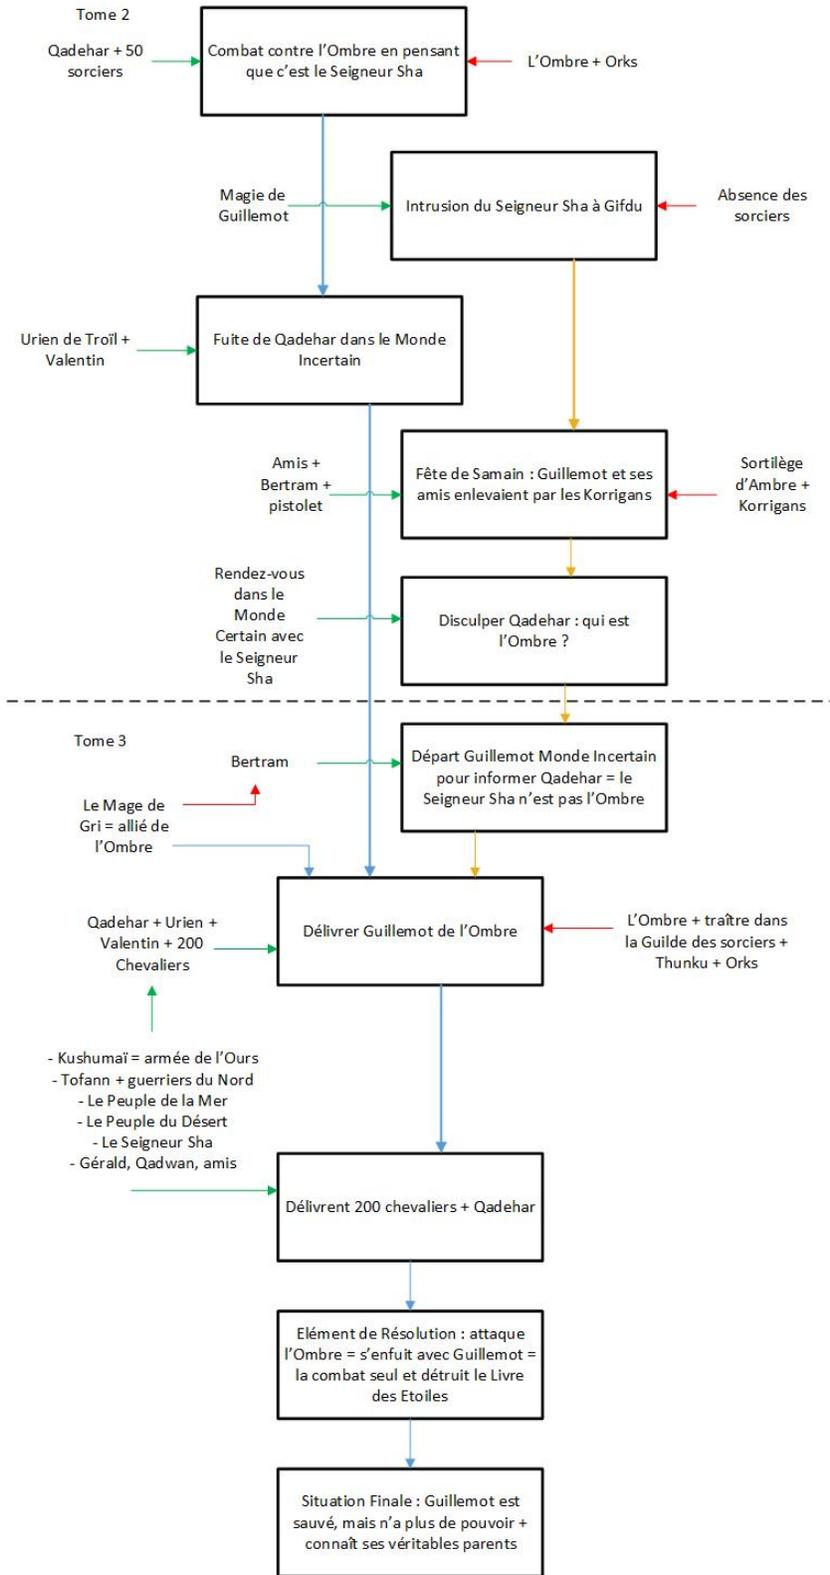 Tome 2
Qadehar + 50
sorciers
Combat contre l'Ombre en pensant
que c'est le Seigneur Sha
L'Ombre + Orks
Magie de
Guillemot
Intrusion du Seigneur Sha à Gifdu
Absence des
sorciers
Urien de Troïl +
Valentin
Fuite de Qadehar dans le Monde
Incertain
Amis +
Bertram +
pistolet
Fête de Samain : Guillemot et ses
amis enlevaient par les Korrigans
Sortilège
d'Ambre +
Korrigans
Rendez-vous
dans le
Monde
Certain avec
le Seigneur
Sha
Disculper Qadehar : qui est
l'Ombre ?
Tome 3
Bertram
Départ Guillemot Monde Incertain
pour informer Qadehar = le
Seigneur Sha n'est pas l'Ombre
Le Mage de
Gri = allié de
l'Ombre
Qadehar + Urien +
Valentin + 200
Chevaliers
Délivrer Guillemot de l'Ombre
L'Ombre + traître dans
la Guilde des sorciers +
Thunku + Orks
- Kushumaï = armée de l'Ours
- Tofann + guerriers du Nord
- Le Peuple de la Mer
- Le Peuple du Désert
- Le Seigneur Sha
- Gérald, Qadwan, amis
Délivrent 200 chevaliers + Qadehar
Elément de Résolution : attaque
l'Ombre = s'enfuit avec Guillemot =
la combat seul et détruit le Livre
des Etoiles
Situation Finale : Guillemot est
sauvé, mais n'a plus de pouvoir +
connaît ses véritables parents